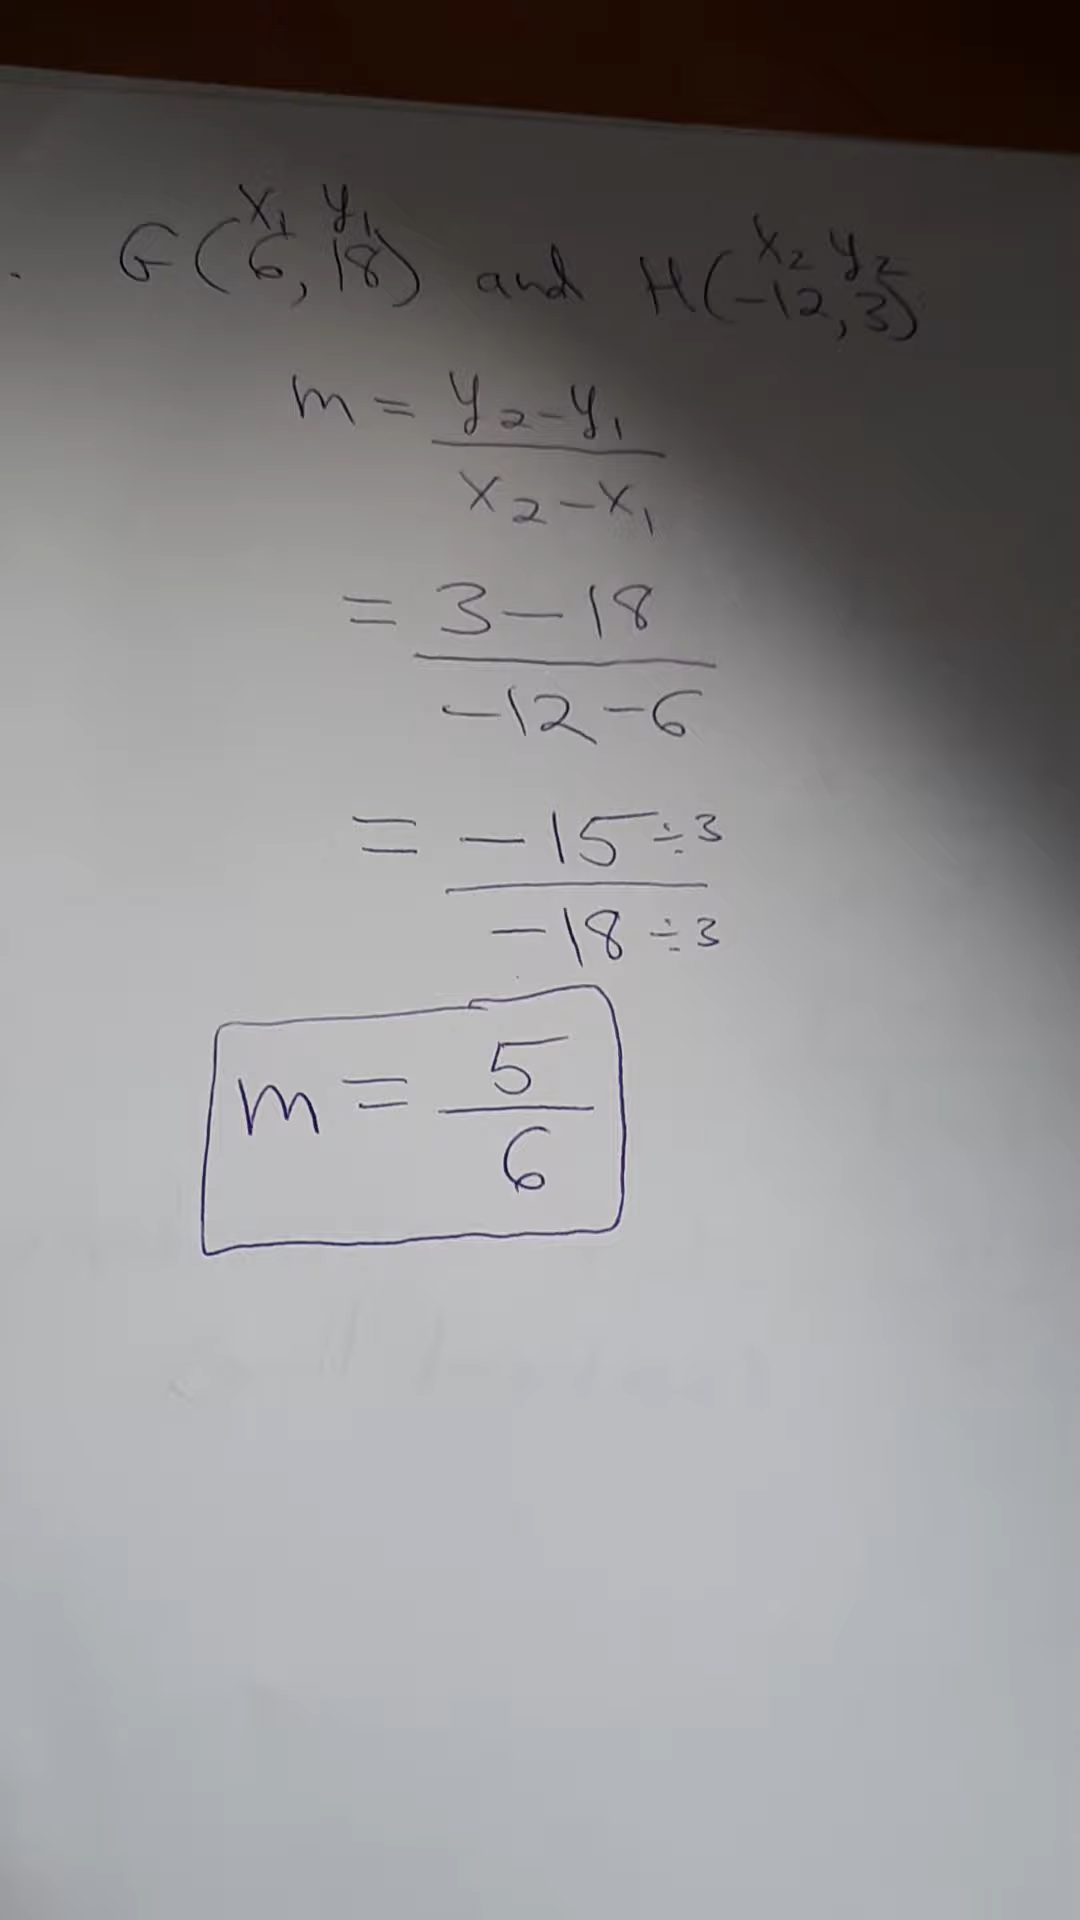 x₁ y₁ x₂ y₂
G(6, 18) and H(-12, 3)
m = y₂-y₁
x₂-x₁
= 3-18
-12-6
= -15÷3
-18÷3
m = 5
6